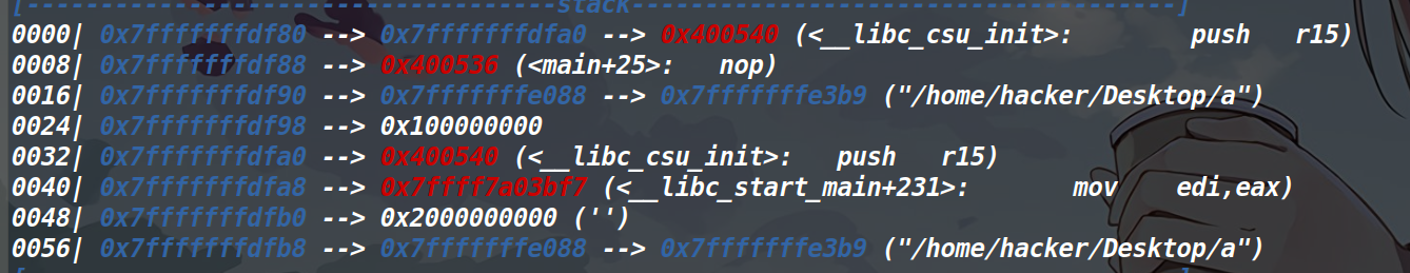 [------------------------------------stack-------------------------------------]
0000| 0x7fffffffdf80 --> 0x7fffffffdfa0 --> 0x400540 (<__libc_csu_init>:        push   r15)
0008| 0x7fffffffdf88 --> 0x400536 (<main+25>:   nop)
0016| 0x7fffffffdf90 --> 0x7fffffffe088 --> 0x7fffffffe3b9 ("/home/hacker/Desktop/a")
0024| 0x7fffffffdf98 --> 0x100000000
0032| 0x7fffffffdfa0 --> 0x400540 (<__libc_csu_init>:   push   r15)
0040| 0x7fffffffdfa8 --> 0x7ffff7a03bf7 (<__libc_start_main+231>:       mov    edi,eax)
0048| 0x7fffffffdfb0 --> 0x2000000000 ('')
0056| 0x7fffffffdfb8 --> 0x7fffffffe088 --> 0x7fffffffe3b9 ("/home/hacker/Desktop/a")